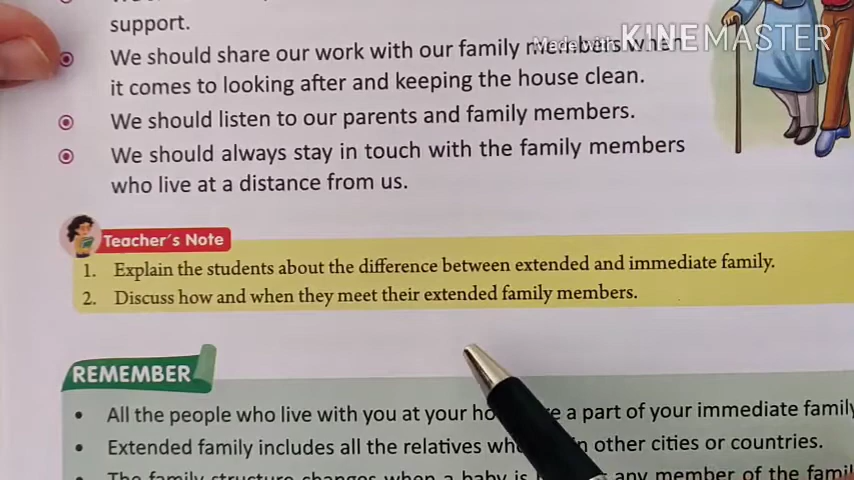 support.
We should share our work with our family members when
it comes to looking after and keeping the house clean.
We should listen to our parents and family members.
We should always stay in touch with the family members
who live at a distance from us.
Made with KINEMASTER
Teacher's Note
1. Explain the students about the difference between extended and immediate family.
2. Discuss how and when they meet their extended family members.
REMEMBER
• All the people who live with you at your a part of your immediate family
• Extended family includes all the relatives in other cities or countries.
• The family structure changes when a baby is any member of the